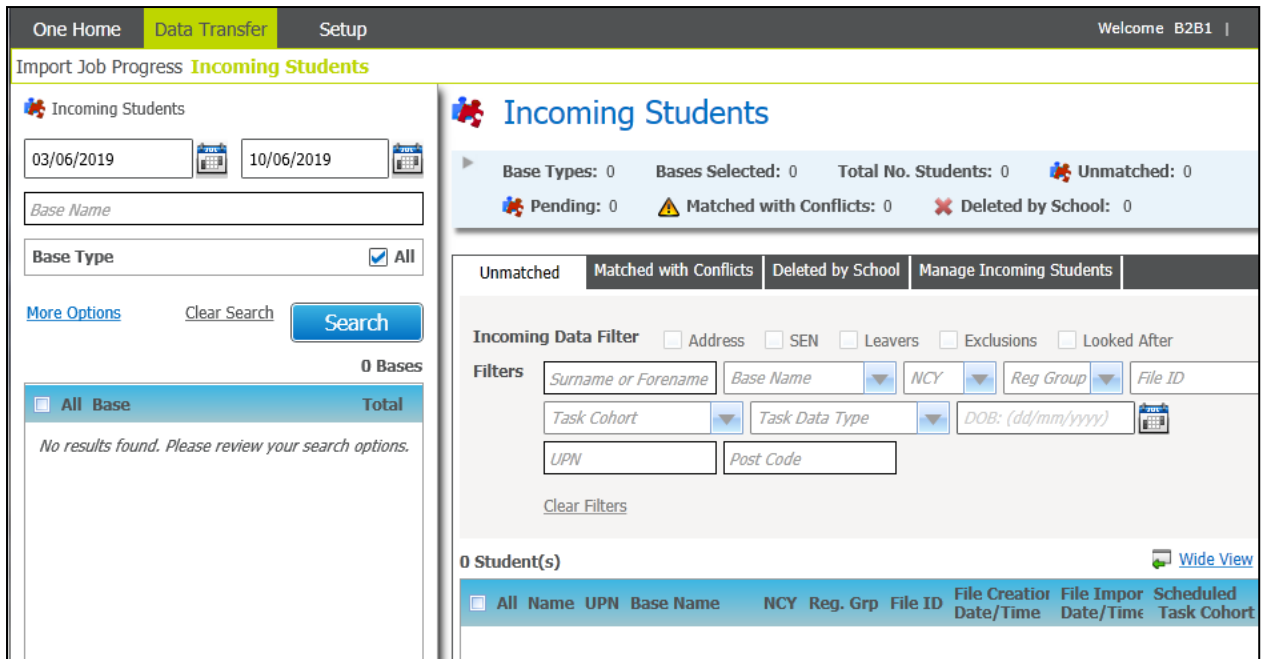 One Home Data Transfer Setup Welcome B2B1 |
Import Job Progress Incoming Students
Incoming Students
03/06/2019 JUL 10/06/2019 JUL
Base Name
Base Type All
More Options Clear Search Search
0 Bases
All Base Total
No results found. Please review your search options.
Incoming Students
Base Types: 0 Bases Selected: 0 Total No. Students: 0 Unmatched: 0
Pending: 0 Matched with Conflicts: 0 Deleted by School: 0
Unmatched Matched with Conflicts Deleted by School Manage Incoming Students
Incoming Data Filter Address SEN Leavers Exclusions Looked After
Filters Surname or Forename Base Name NCY Reg Group File ID
Task Cohort Task Data Type DOB: (dd/mm/yyyy) JUL
UPN Post Code
Clear Filters
0 Student(s) Wide View
All Name UPN Base Name NCY Reg. Grp File ID File Creation Date/Time File Impor Date/Time Scheduled Task Cohort